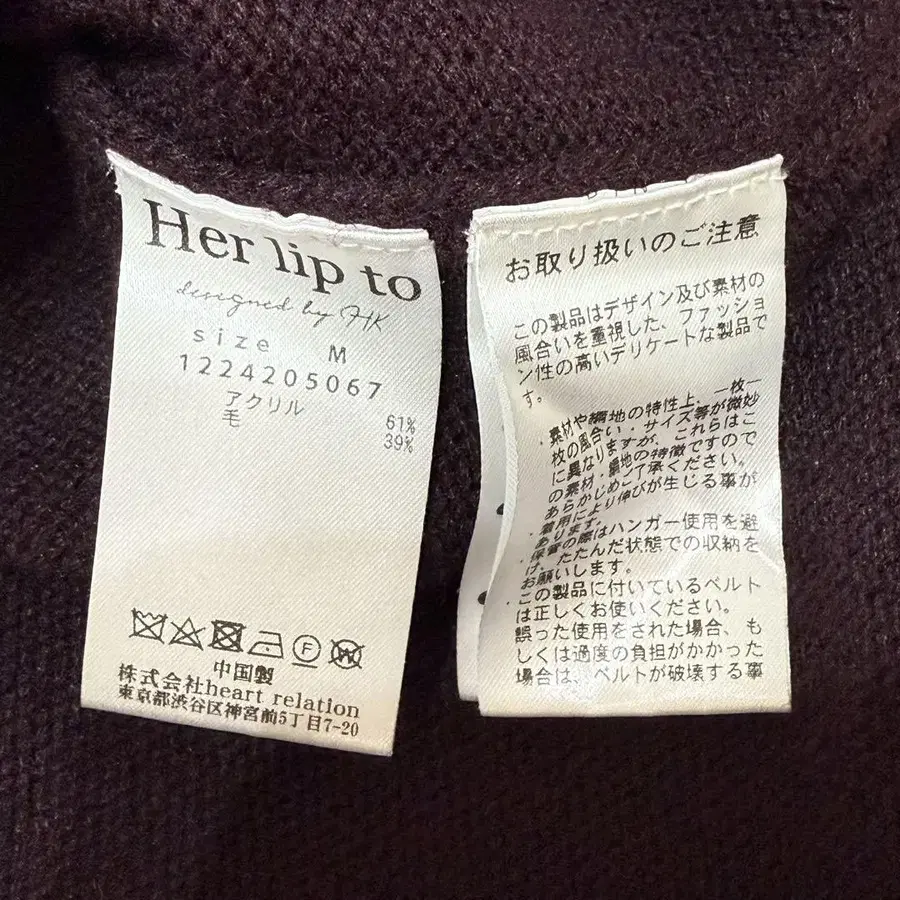 Her lip to
designed by HK
size M
1224205067
アクリル 61%
毛 39%
F
W
中国製
株式会社heart relation
東京都渋谷区神宮前5丁目7-20
お取り扱いのご注意
この製品はデザイン及び素材の
風合いを重視した、ファッショ
ン性の高いデリケートな製品で
す。
・素材や編地の特性上、一枚一
枚の風合い・サイズ等が微妙
に異なりますが、これらはこ
の素材・編地の特徴ですので
あらかじめご了承ください。
・着用により伸びが生じる事が
あります。
・保管の際はハンガー使用を避
け、たたんだ状態での収納を
お願いします。
・この製品に付いているベルト
は正しくお使いください。
誤った使用をされた場合、も
しくは過度の負担がかかった
場合は、ベルトが破壊する事